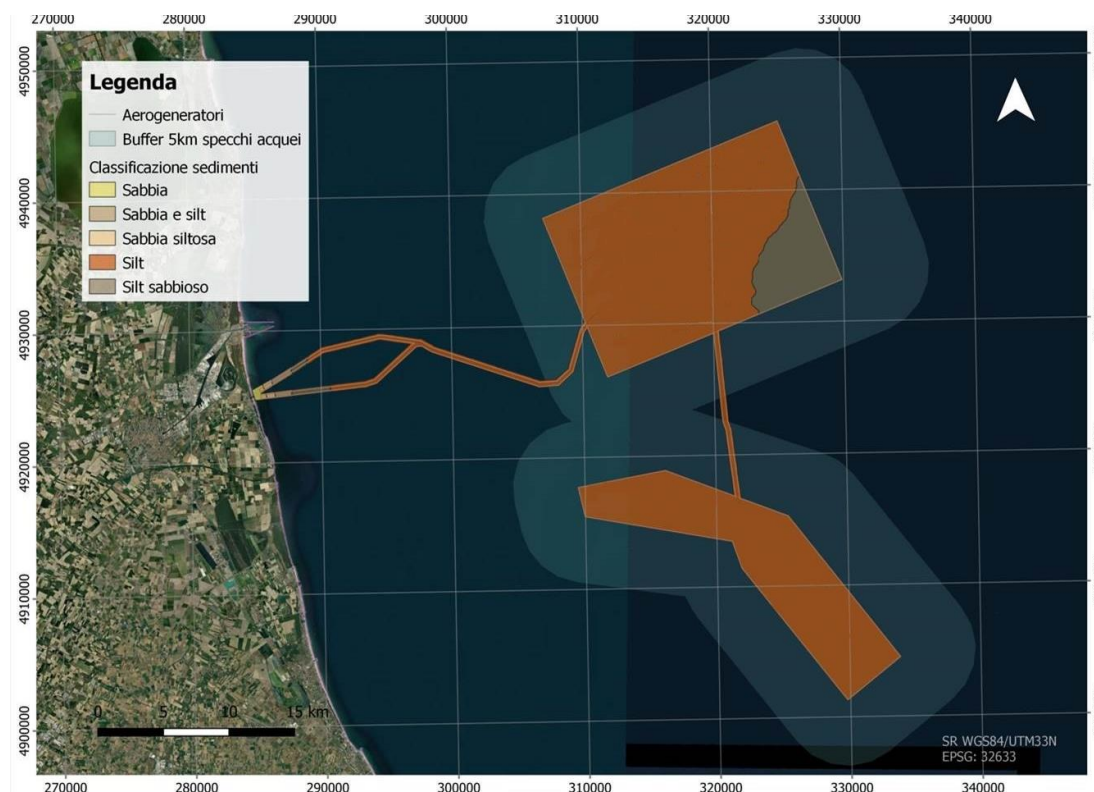 270000 280000 290000 300000 310000 320000 330000 340000
4950000
4940000
4930000
4920000
4910000
4900000
Legenda
Aerogeneratori
Buffer 5km specchi acquei
Classificazione sedimenti
Sabbia
Sabbia e silt
Sabbia siltosa
Silt
Silt sabbioso
0 5 10 15 km
SR WGS84/UTM33N
EPSG: 32633
270000 280000 290000 300000 310000 320000 330000 340000